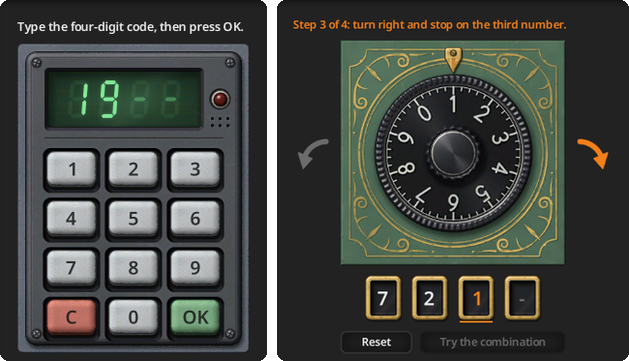 Type the four-digit code, then press OK.
19--
1 2 3
4 5 6
7 8 9
C 0 OK
Step 3 of 4: turn right and stop on the third number.
0 1 2 3 4 5 6 7 8 9
7 2 1 -
Reset Try the combination